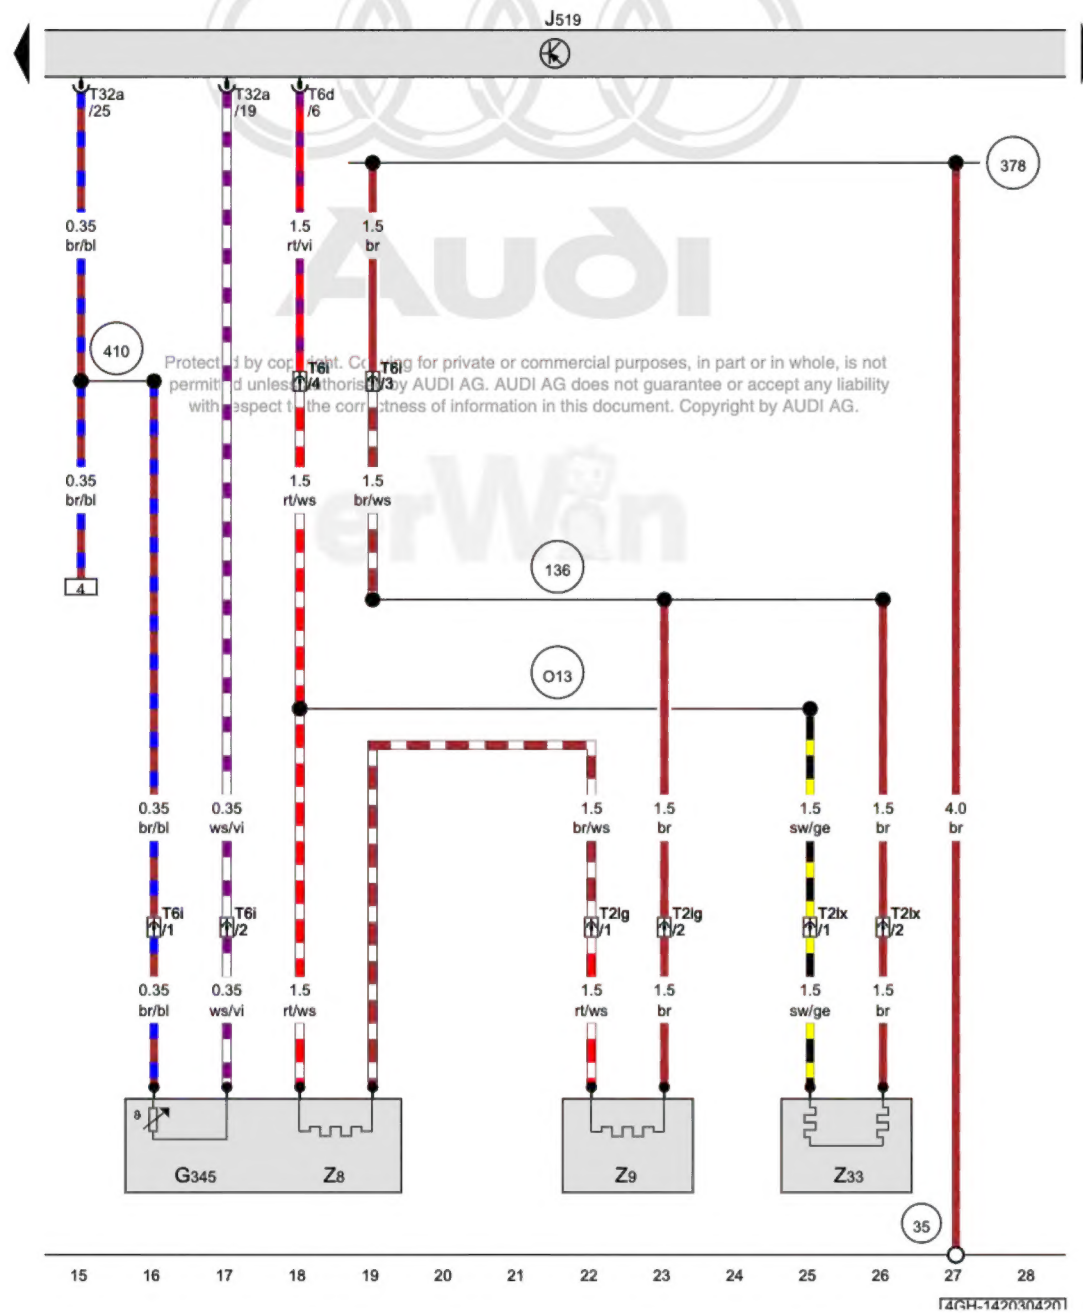 J519
T32a
/25
T32a
/19
T6d
/6
378
0.35
br/bl
1.5
rt/vi
1.5
br
Audi
410
Protected by copyright. Copying for private or commercial purposes, in part or in whole, is not
permitted unless authorised by AUDI AG. AUDI AG does not guarantee or accept any liability
with respect to the correctness of information in this document. Copyright by AUDI AG.
T6i
/4
T6i
/3
0.35
br/bl
1.5
rt/ws
1.5
br/ws
erWin
136
4
O13
0.35
br/bl
0.35
ws/vi
1.5
br/ws
1.5
br
1.5
sw/ge
1.5
br
4.0
br
T6i
/1
T6i
/2
T2lg
/1
T2lg
/2
T2lx
/1
T2lx
/2
0.35
br/bl
0.35
ws/vi
1.5
rt/ws
1.5
rt/ws
1.5
br
1.5
sw/ge
1.5
br
ϑ
G345
Z8
Z9
Z33
35
15 16 17 18 19 20 21 22 23 24 25 26 27 28
4GH-142030420